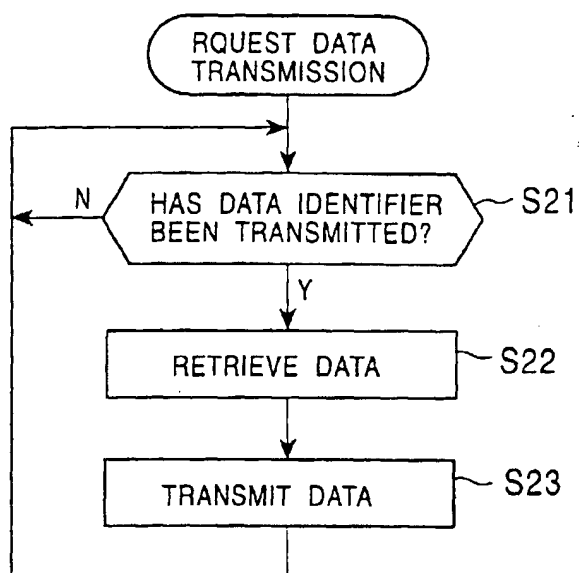 RQUEST DATA
TRANSMISSION
N
HAS DATA IDENTIFIER
BEEN TRANSMITTED?
S21
Y
RETRIEVE DATA
S22
TRANSMIT DATA
S23